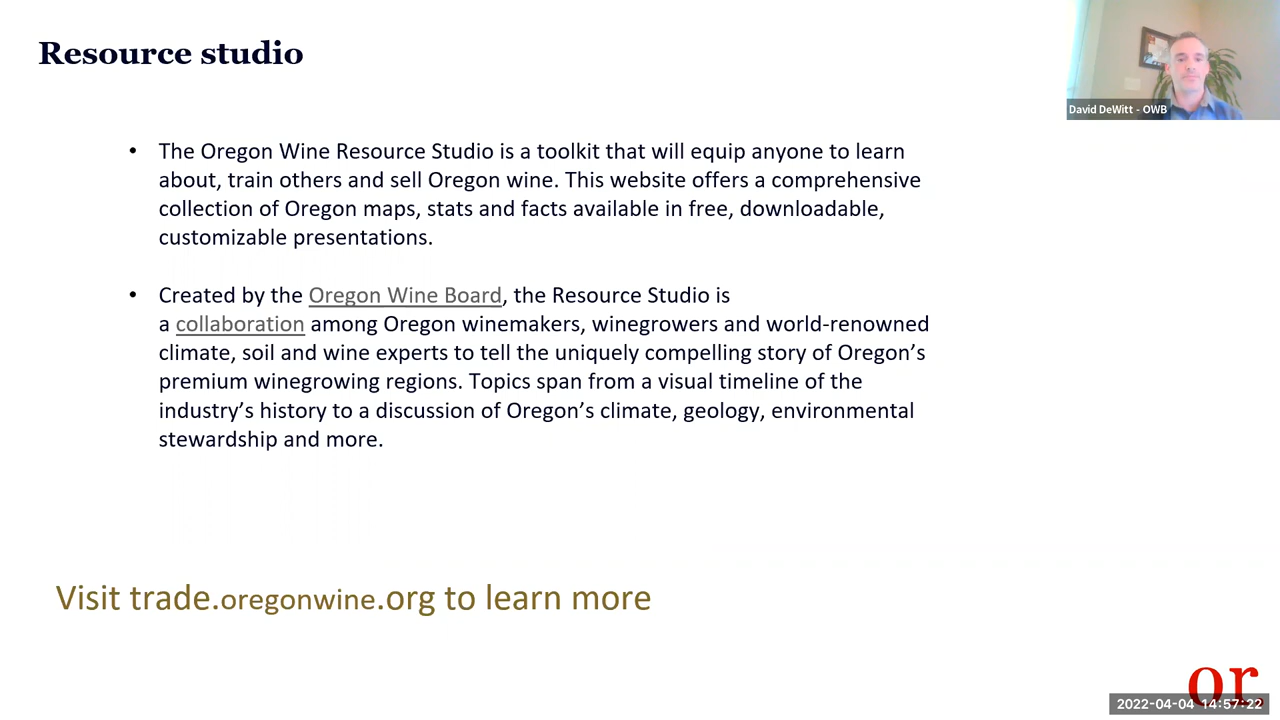 Resource studio
David DeWitt - OWB
• The Oregon Wine Resource Studio is a toolkit that will equip anyone to learn
about, train others and sell Oregon wine. This website offers a comprehensive
collection of Oregon maps, stats and facts available in free, downloadable,
customizable presentations.
• Created by the Oregon Wine Board, the Resource Studio is
a collaboration among Oregon winemakers, winegrowers and world-renowned
climate, soil and wine experts to tell the uniquely compelling story of Oregon’s
premium winegrowing regions. Topics span from a visual timeline of the
industry’s history to a discussion of Oregon’s climate, geology, environmental
stewardship and more.
Visit trade.oregonwine.org to learn more
or.
2022-04-04 14:57:22